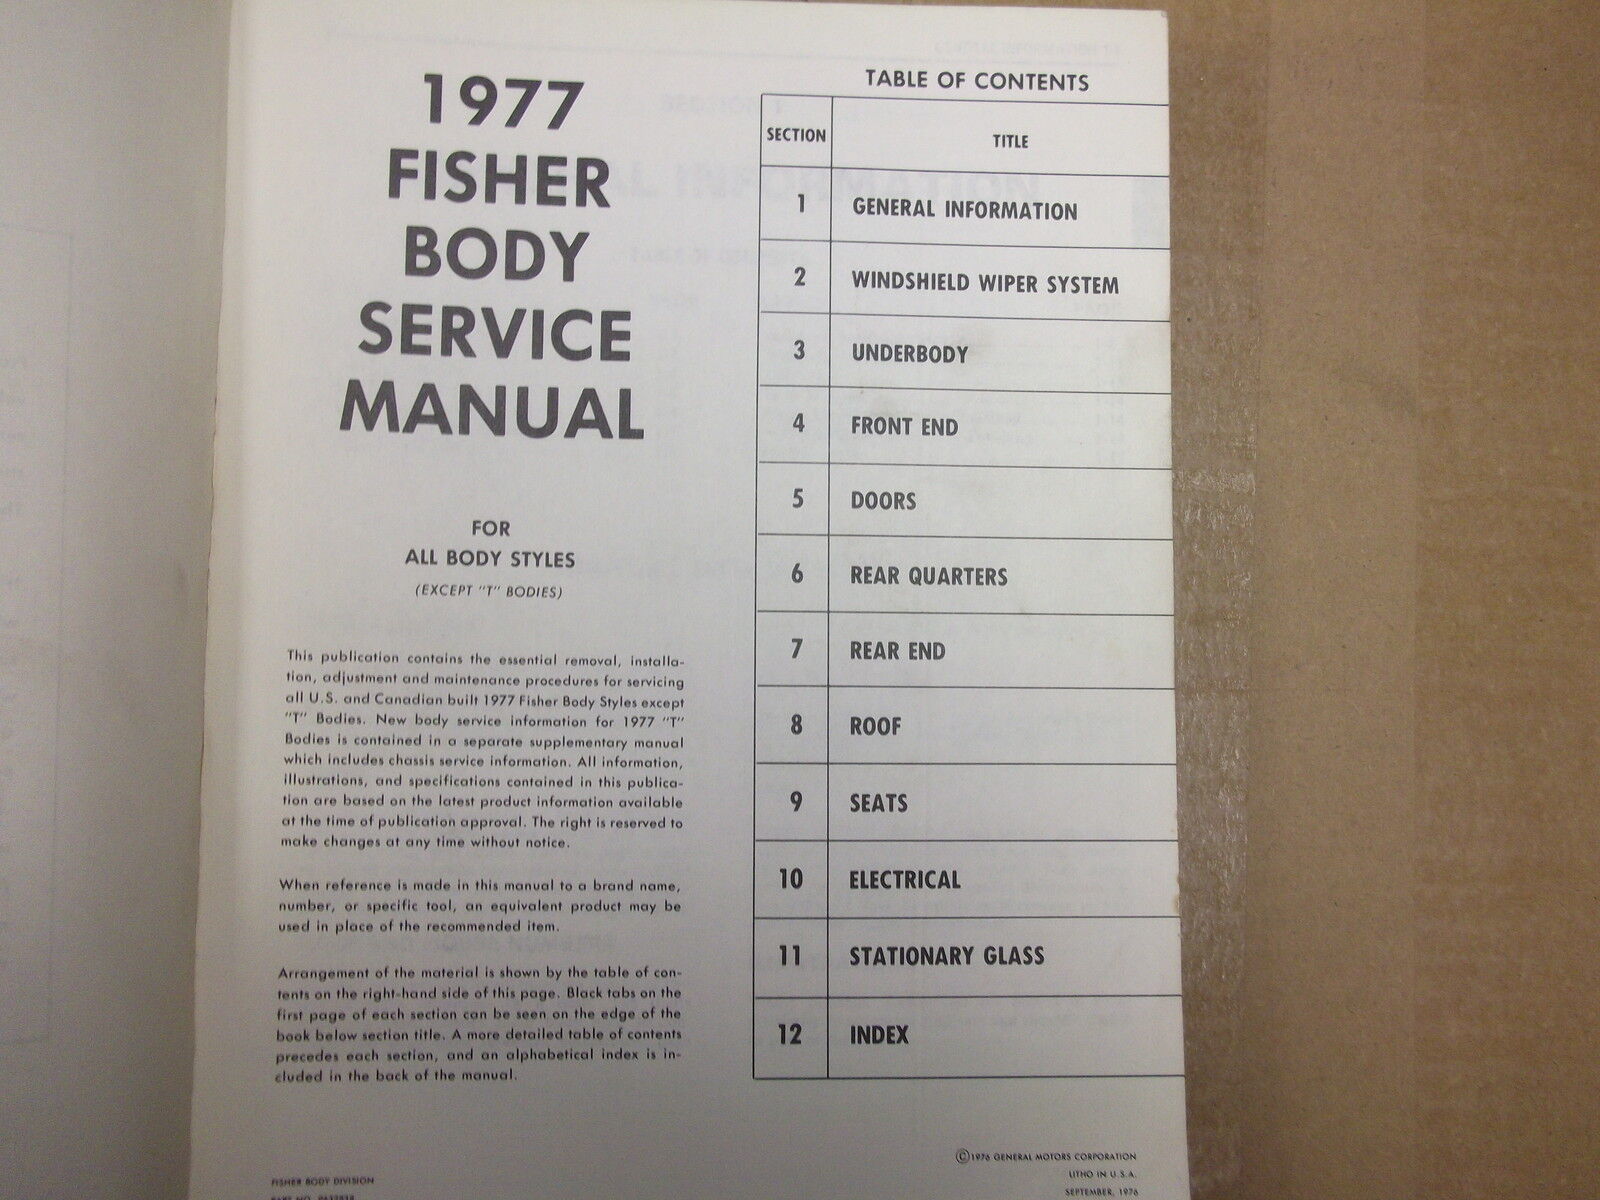 1977
FISHER
BODY
SERVICE
MANUAL
FOR
ALL BODY STYLES
(EXCEPT "T" BODIES)
This publication contains the essential removal, installa-
tion, adjustment and maintenance procedures for servicing
all U.S. and Canadian built 1977 Fisher Body Styles except
"T" Bodies. New body service information for 1977 "T"
Bodies is contained in a separate supplementary manual
which includes chassis service information. All information,
illustrations, and specifications contained in this publica-
tion are based on the latest product information available
at the time of publication approval. The right is reserved to
make changes at any time without notice.
When reference is made in this manual to a brand name,
number, or specific tool, an equivalent product may be
used in place of the recommended item.
Arrangement of the material is shown by the table of con-
tents on the right-hand side of this page. Black tabs on the
first page of each section can be seen on the edge of the
book below section title. A more detailed table of contents
precedes each section, and an alphabetical index is in-
cluded in the back of the manual.
FISHER BODY DIVISION
TABLE OF CONTENTS
SECTION TITLE
1 GENERAL INFORMATION
2 WINDSHIELD WIPER SYSTEM
3 UNDERBODY
4 FRONT END
5 DOORS
6 REAR QUARTERS
7 REAR END
8 ROOF
9 SEATS
10 ELECTRICAL
11 STATIONARY GLASS
12 INDEX
©1976 GENERAL MOTORS CORPORATION
LITHO IN U.S.A.
SEPTEMBER, 1976